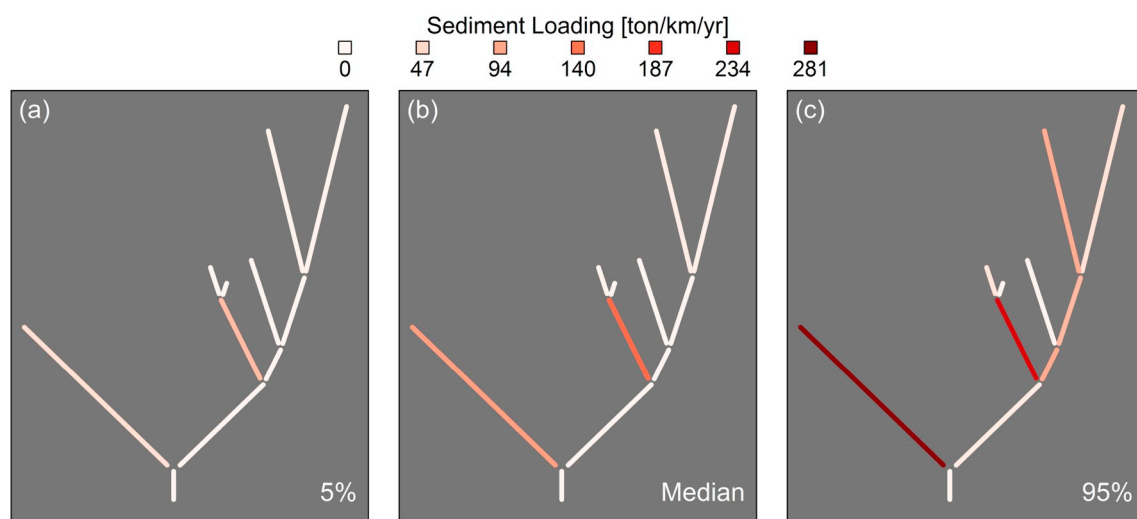 Sediment Loading [ton/km/yr]
0 47 94 140 187 234 281
(a) (b) (c)
5% Median 95%